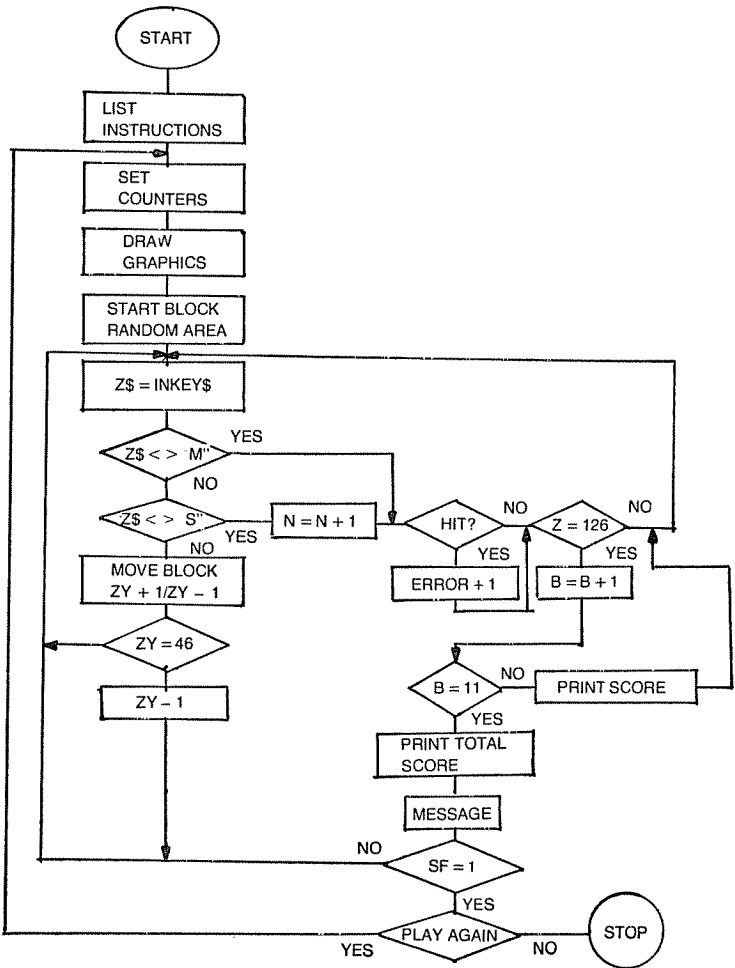 START
LIST
INSTRUCTIONS
SET
COUNTERS
DRAW
GRAPHICS
START BLOCK
RANDOM AREA
Z$ = INKEY$
Z$ < > "M"
YES
NO
Z$ < > "S"
YES
NO
N = N + 1
HIT?
NO
YES
ERROR + 1
Z = 126
NO
YES
B = B + 1
MOVE BLOCK
ZY + 1/ZY − 1
ZY = 46
ZY − 1
B = 11
NO
YES
PRINT SCORE
PRINT TOTAL
SCORE
MESSAGE
SF = 1
NO
YES
PLAY AGAIN
YES
NO
STOP